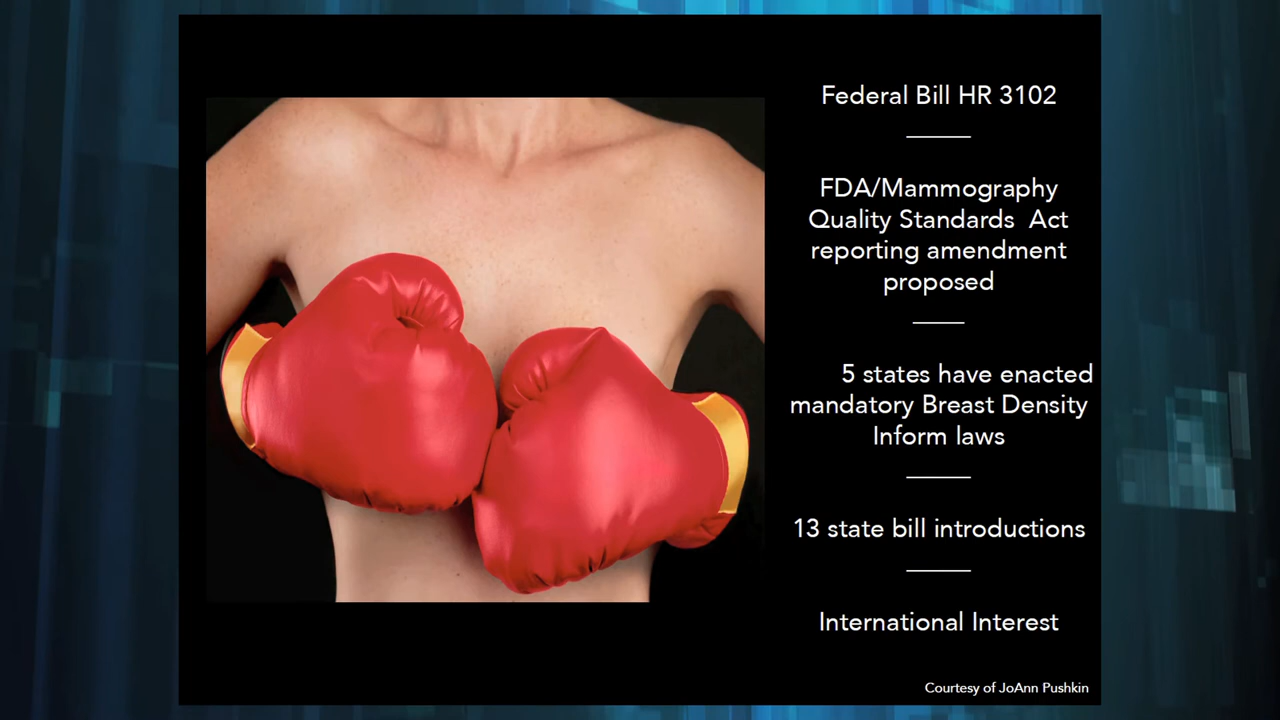 Federal Bill HR 3102
FDA/Mammography
Quality Standards Act
reporting amendment
proposed
5 states have enacted
mandatory Breast Density
Inform laws
13 state bill introductions
International Interest
Courtesy of JoAnn Pushkin